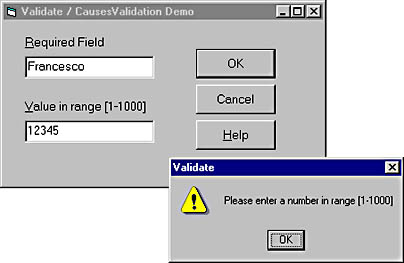 Validate / CausesValidation Demo
Required Field
Francesco
OK
Cancel
Value in range [1-1000]
12345
Help
Validate
Please enter a number in range [1-1000]
OK